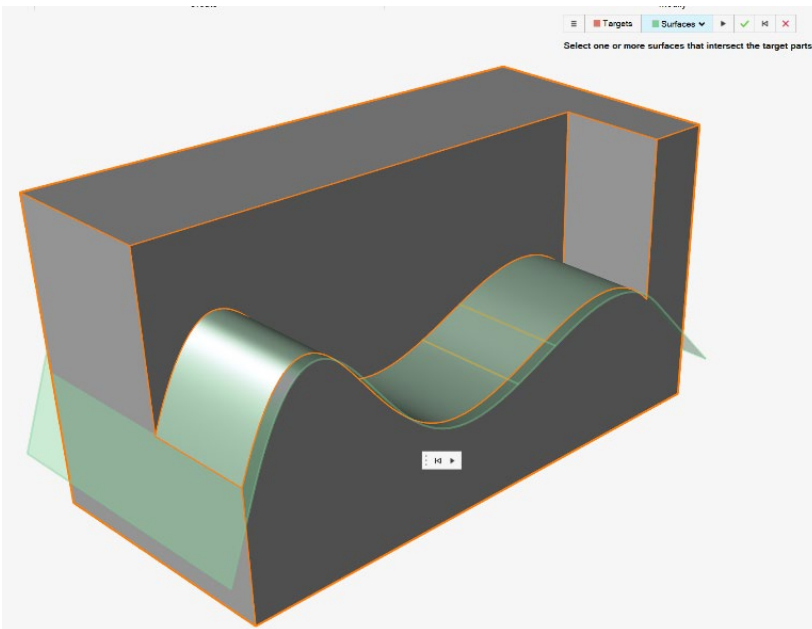 Targets Surfaces
Select one or more surfaces that intersect the target parts